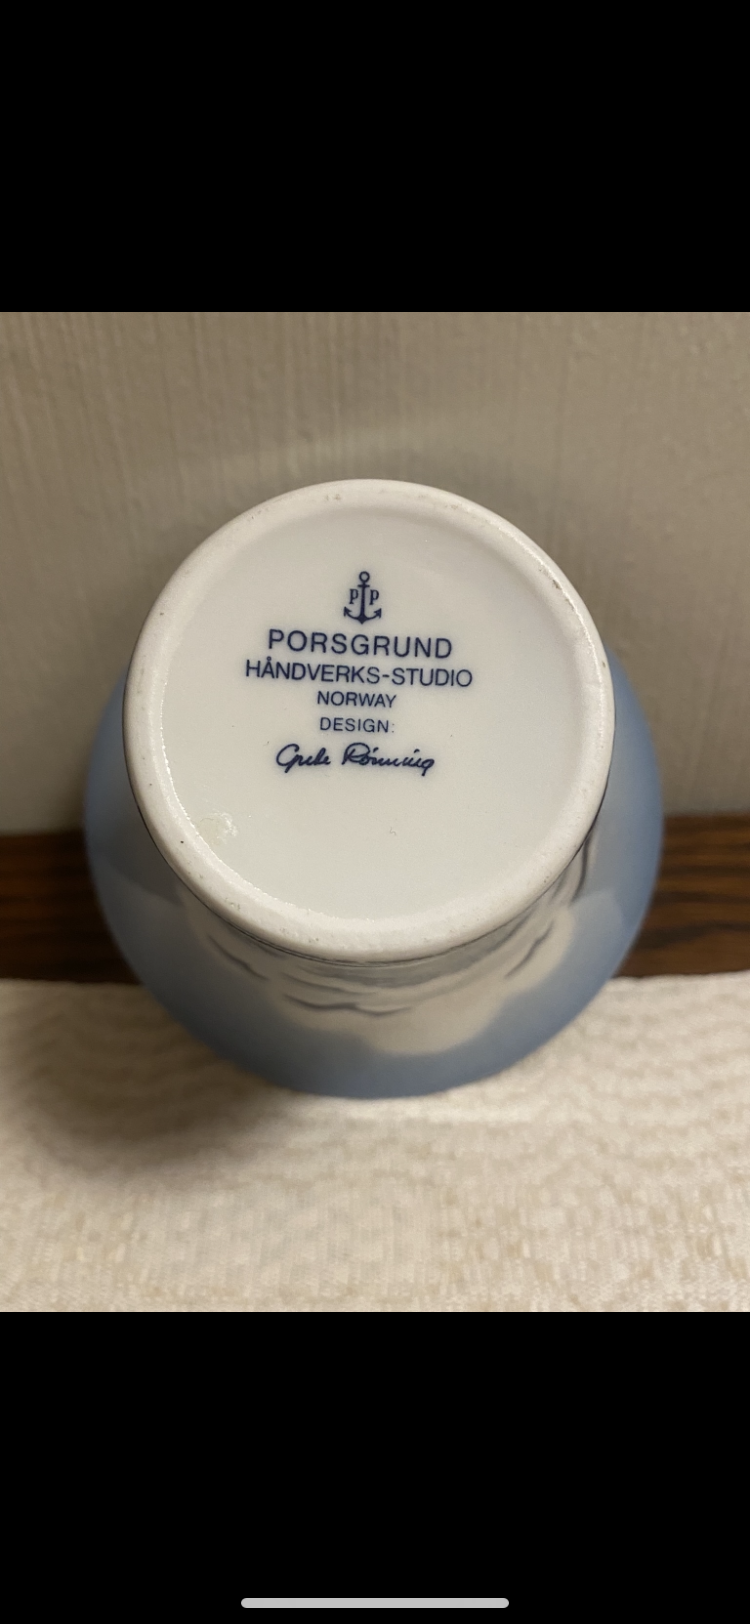 P P
PORSGRUND
HÅNDVERKS-STUDIO
NORWAY
DESIGN:
Grete Rønning